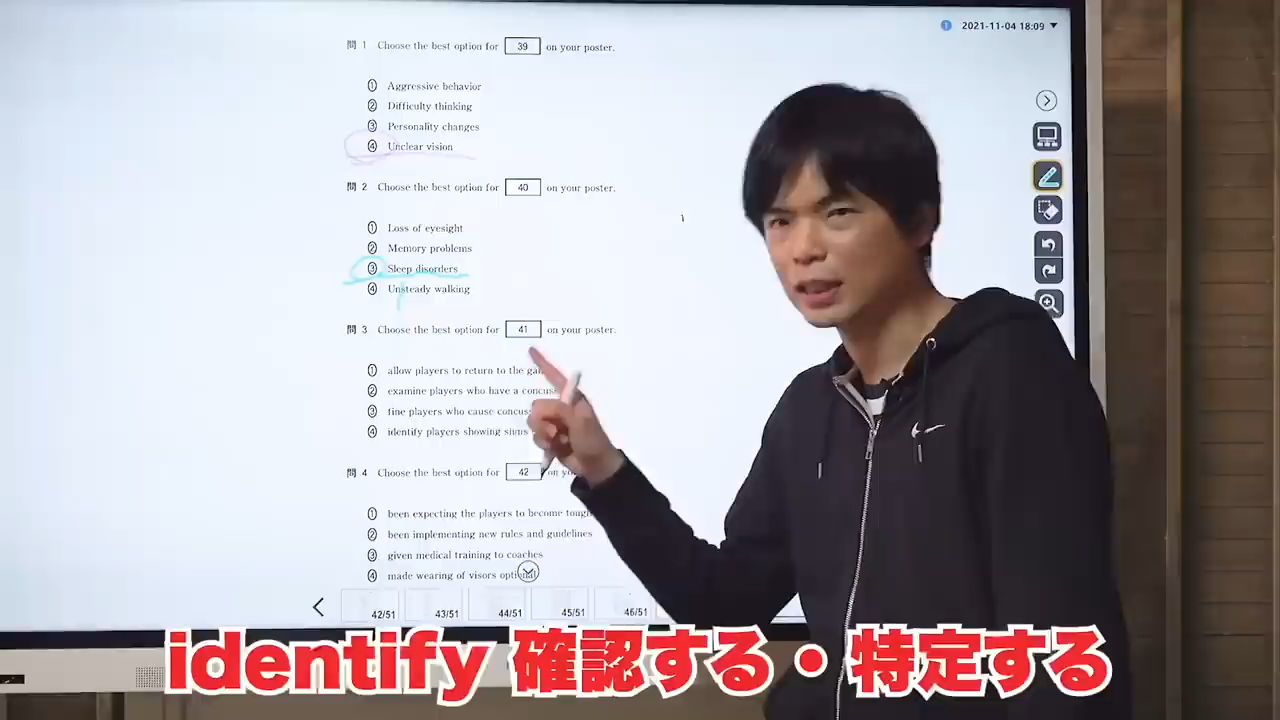 2021-11-04 18:09
問 1 Choose the best option for 39 on your poster.
① Aggressive behavior
② Difficulty thinking
③ Personality changes
④ Unclear vision
問 2 Choose the best option for 40 on your poster.
① Loss of eyesight
② Memory problems
③ Sleep disorders
④ Unsteady walking
問 3 Choose the best option for 41 on your poster.
① allow players to return to the
② examine players who have a
③ fine players who cause
④ identify players showing signs
問 4 Choose the best option for 42 on
① been expecting the players to become
② been implementing new rules and guidelines
③ given medical training to coaches
④ made wearing of visors optional
42/51 43/51 44/51 45/51 46/51
identify 確認する・特定する